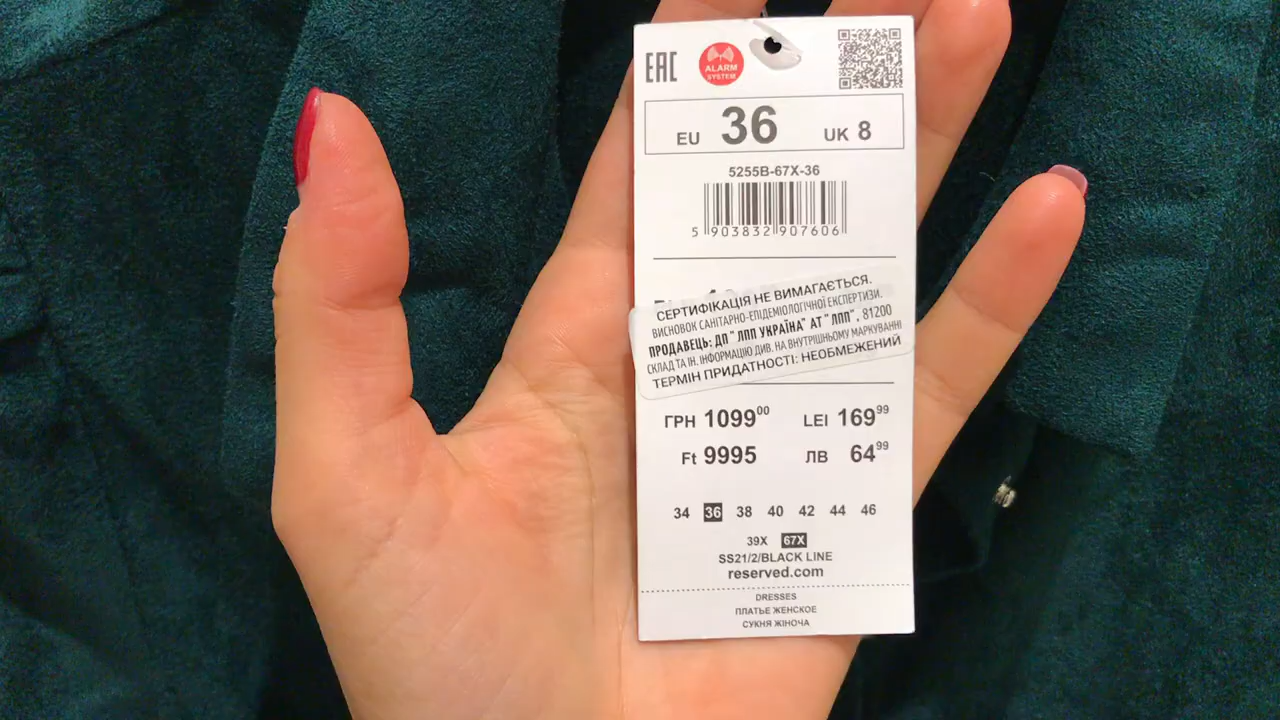 EAC
ALARM
SYSTEM
EU 36 UK 8
5255B-67X-36
5 903832 907606
СЕРТИФІКАЦІЯ НЕ ВИМАГАЄТЬСЯ.
ВИСНОВОК САНІТАРНО-ЕПІДЕМІОЛОГІЧНОЇ ЕКСПЕРТИЗИ.
ПРОДАВЕЦЬ: ДП "ЛПП УКРАЇНА" АТ "ЛПП", 81200
СКЛАД ТА ІН. ІНФОРМАЦІЮ ДИВ. НА ВНУТРІШНЬОМУ МАРКУВАННІ
ТЕРМІН ПРИДАТНОСТІ: НЕОБМЕЖЕНИЙ
ГРН 1099⁰⁰ LEI 169⁹⁹
Ft 9995 ЛВ 64⁹⁹
34 36 38 40 42 44 46
39X 67X
SS21/2/BLACK LINE
reserved.com
DRESSES
ПЛАТЬЕ ЖЕНСКОЕ
СУКНЯ ЖІНОЧА